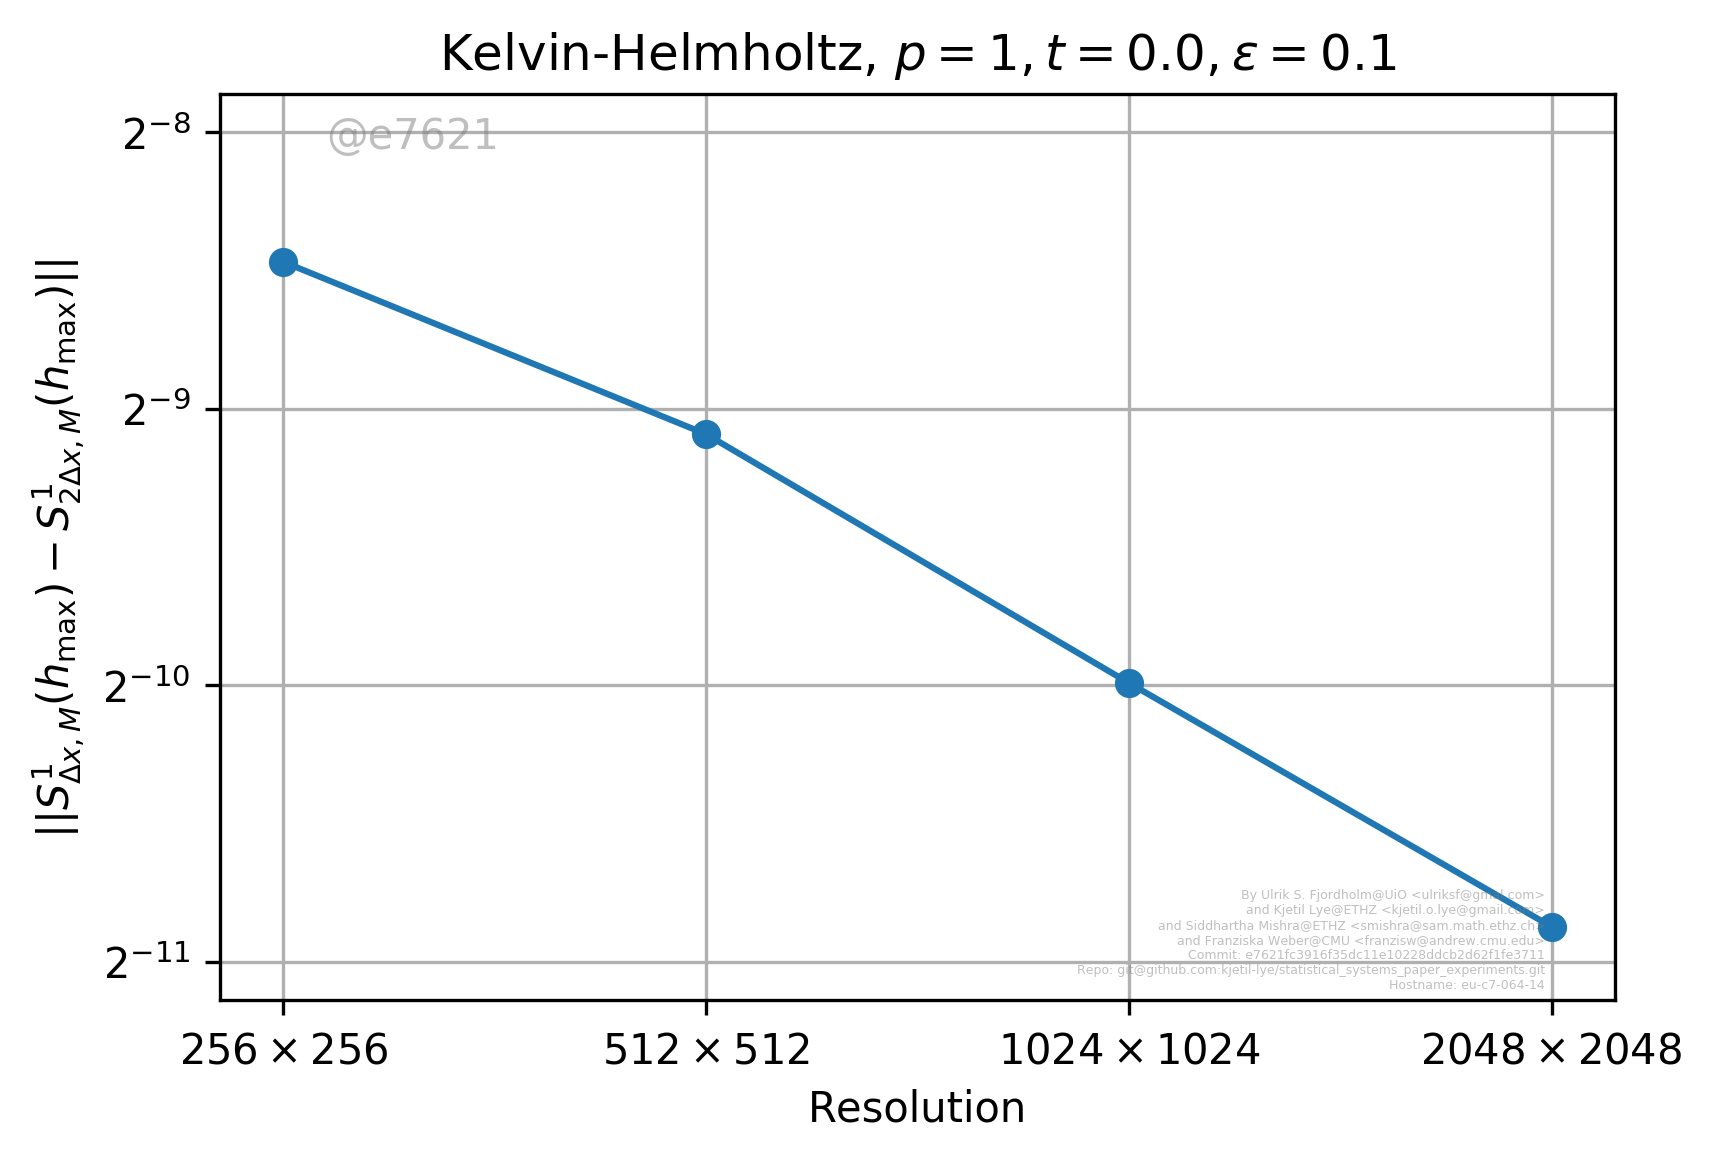 Kelvin-Helmholtz, p = 1, t = 0.0, ε = 0.1
@e7621
2⁻⁸
2⁻⁹
2⁻¹⁰
2⁻¹¹
||S¹_{Δx, M}(h_max) − S¹_{2Δx, M}(h_max)||
By Ulrik S. Fjordholm@UiO <ulriksf@gmail.com>
and Kjetil Lye@ETHZ <kjetil.o.lye@gmail.com>
and Siddhartha Mishra@ETHZ <smishra@sam.math.ethz.ch>
and Franziska Weber@CMU <franzisw@andrew.cmu.edu>
Commit: e7621fc3916f35dc11e10228ddcb2d62f1fe3711
Repo: git@github.com:kjetil-lye/statistical_systems_paper_experiments.git
Hostname: eu-c7-064-14
256 × 256 512 × 512 1024 × 1024 2048 × 2048
Resolution